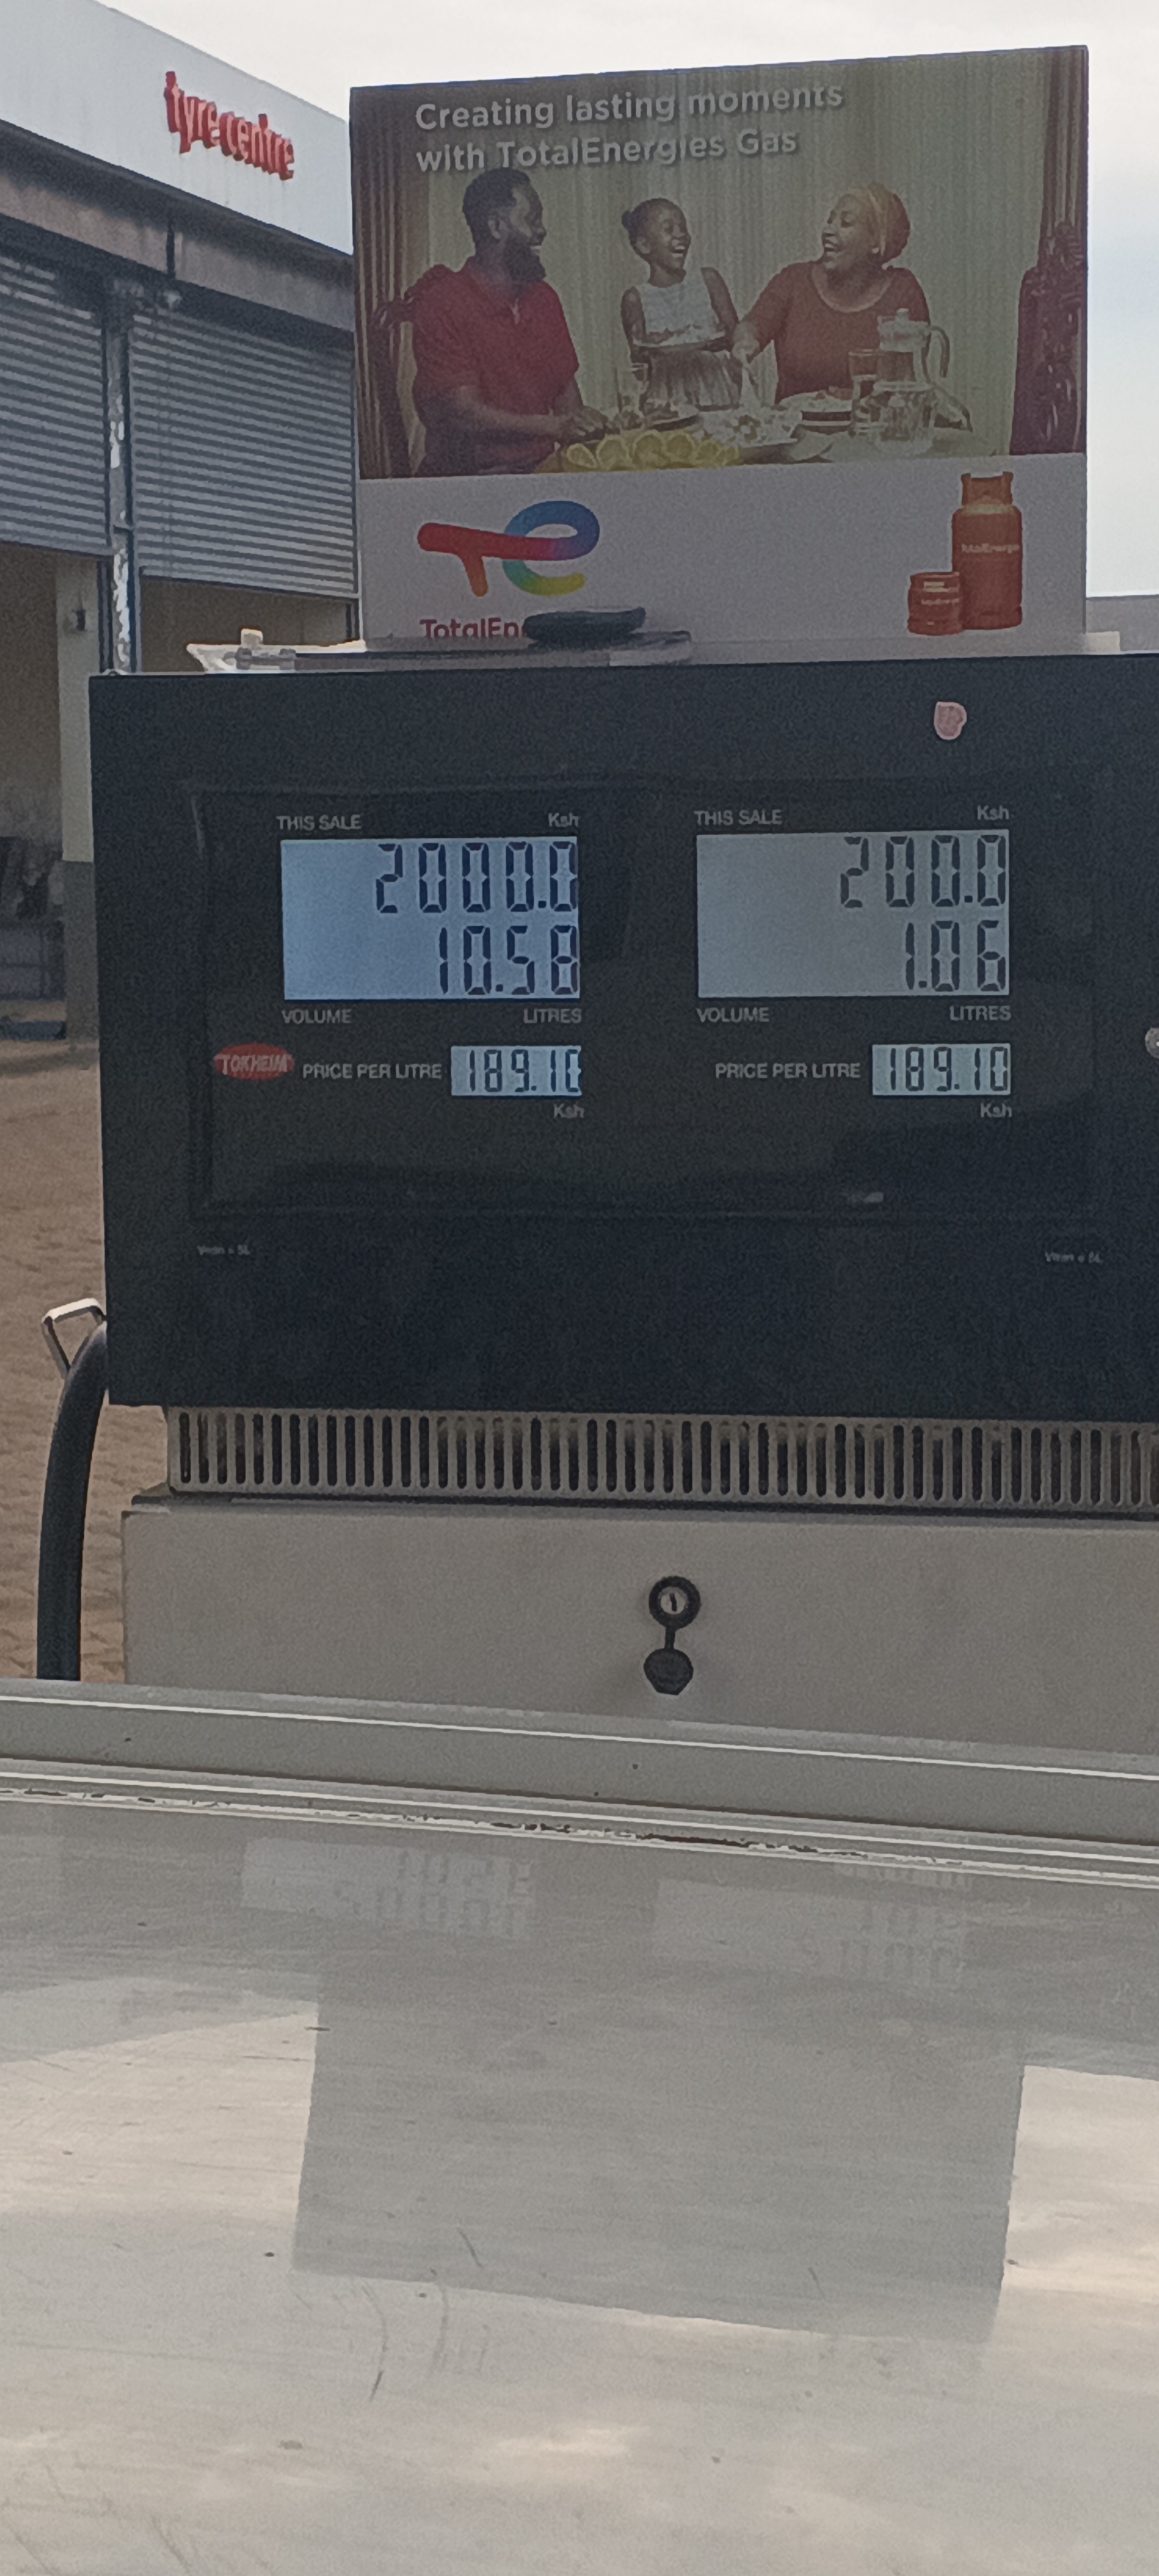 tyre centre
Creating lasting moments
with TotalEnergies Gas
TotalEn
THIS SALE Ksh
2000.0
10.58
VOLUME LITRES
TOKHEIM PRICE PER LITRE 189.10
Ksh
THIS SALE Ksh
200.0
1.06
VOLUME LITRES
PRICE PER LITRE 189.10
Ksh